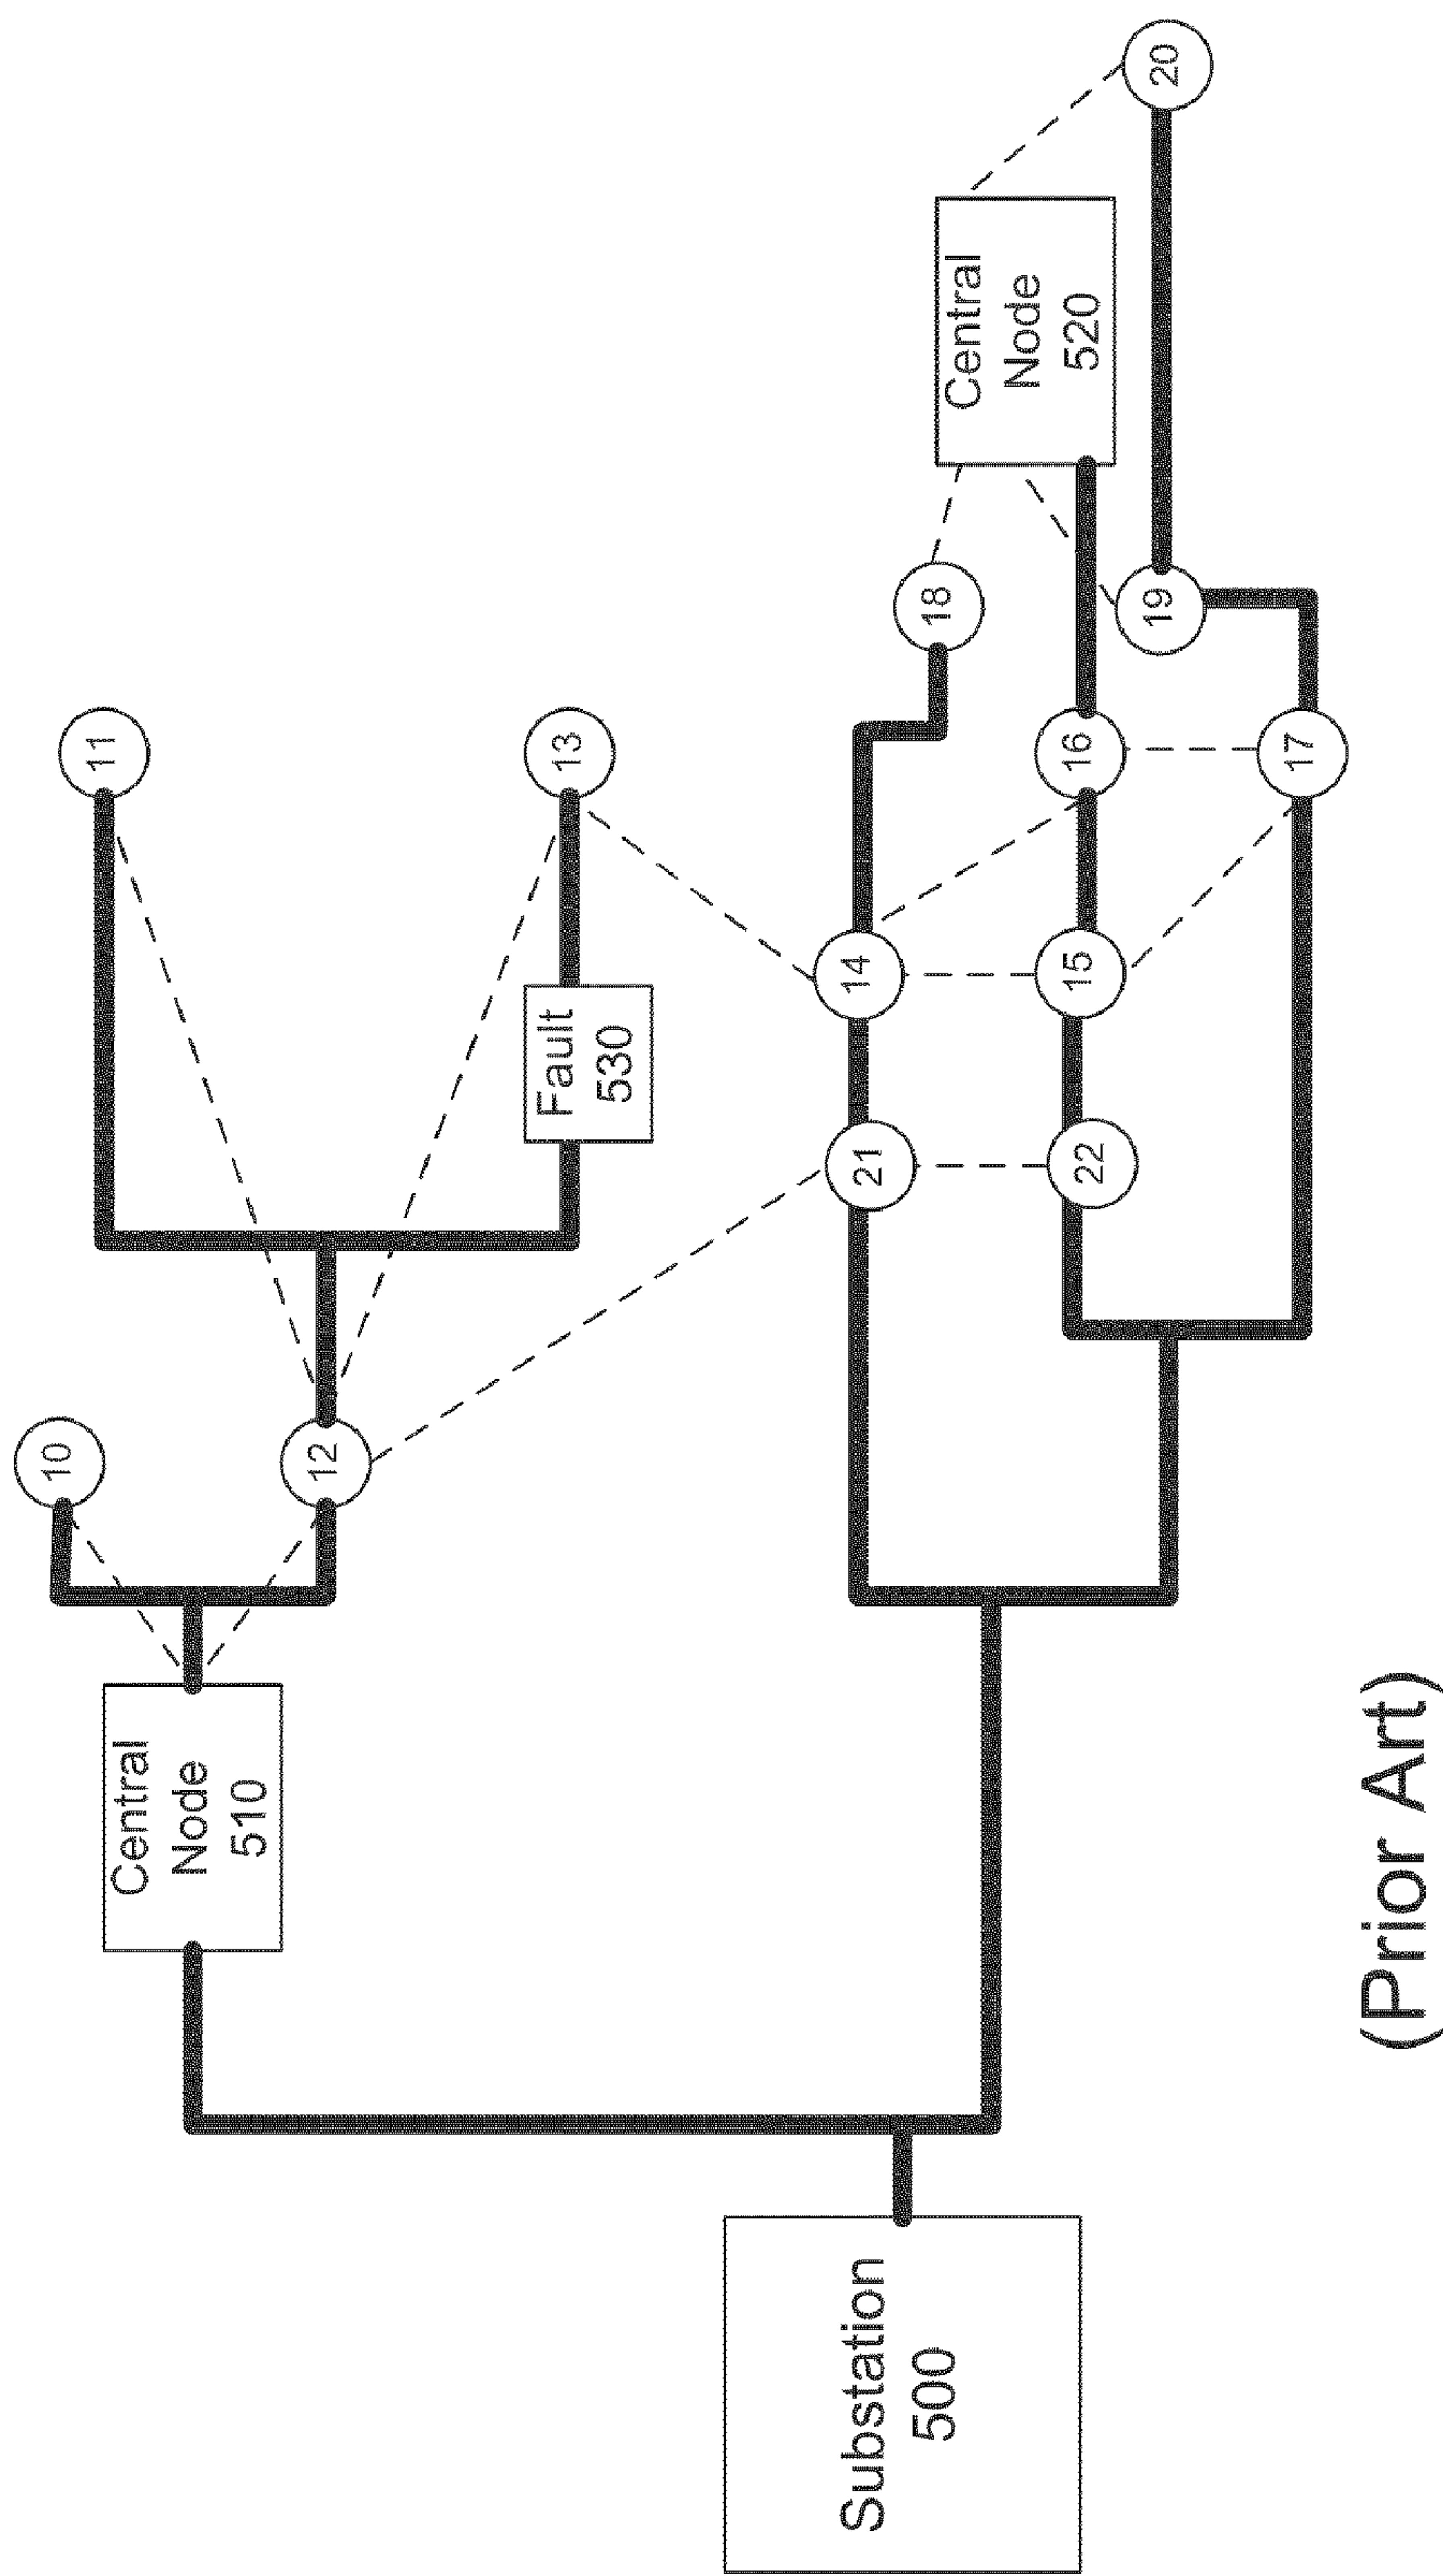 20
Central
Node
520
18
19
11
13
16
17
14
15
Fault
530
21
22
10
12
Central
Node
510
Substation
500
(Prior Art)